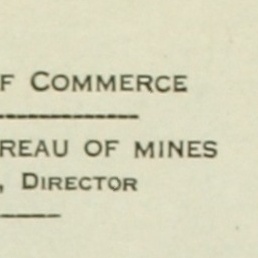 F COMMERCE
REAU OF MINES
, DIRECTOR